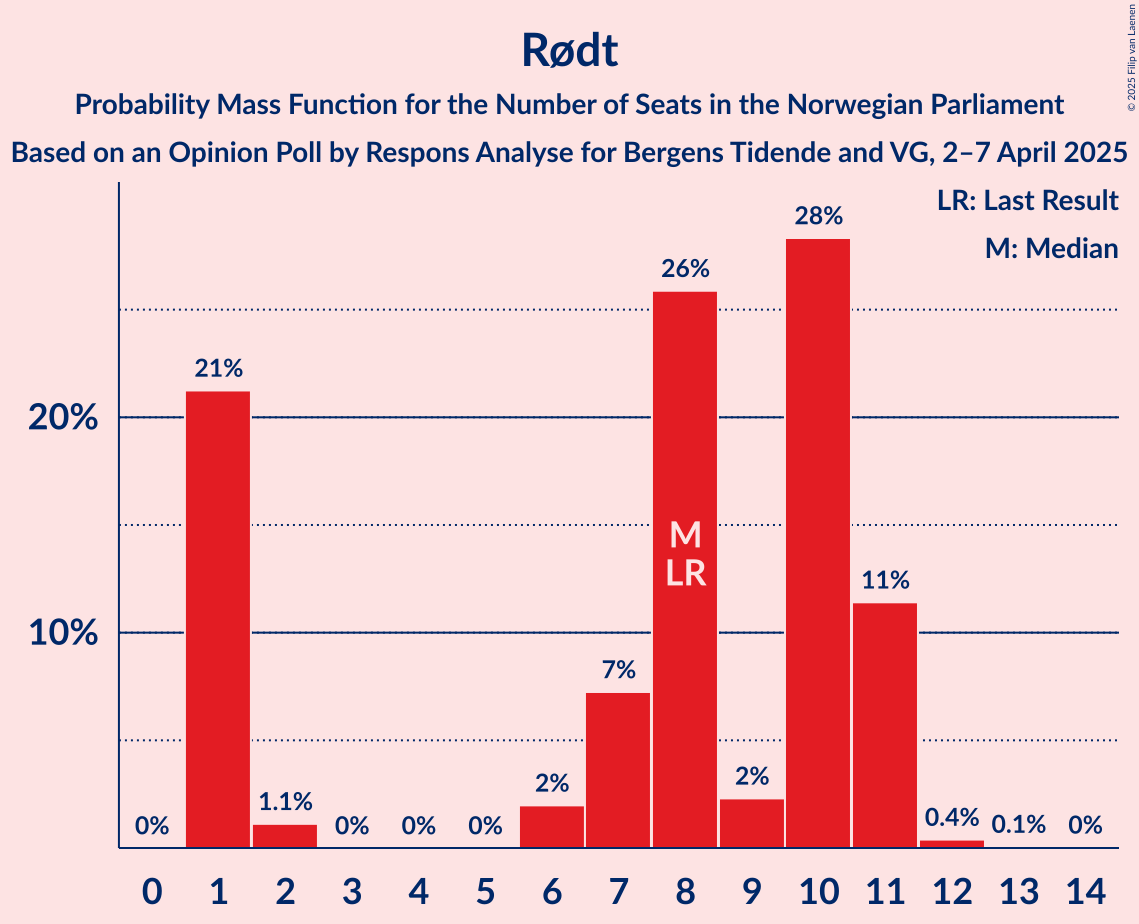 Rødt
Probability Mass Function for the Number of Seats in the Norwegian Parliament
Based on an Opinion Poll by Respons Analyse for Bergens Tidende and VG, 2–7 April 2025
© 2025 Filip van Laenen
LR: Last Result
M: Median
20%
10%
0%
21%
1.1%
0%
0%
0%
2%
7%
26%
2%
28%
11%
0.4%
0.1%
0%
M
LR
0 1 2 3 4 5 6 7 8 9 10 11 12 13 14